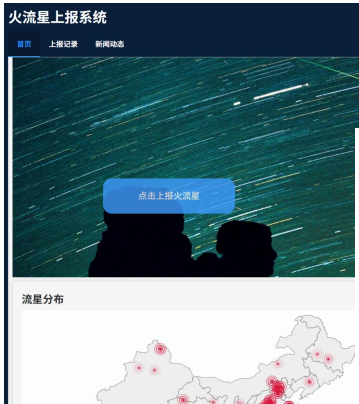 火流星上报系统
首页 上报记录 新闻动态
点击上报火流星
流星分布